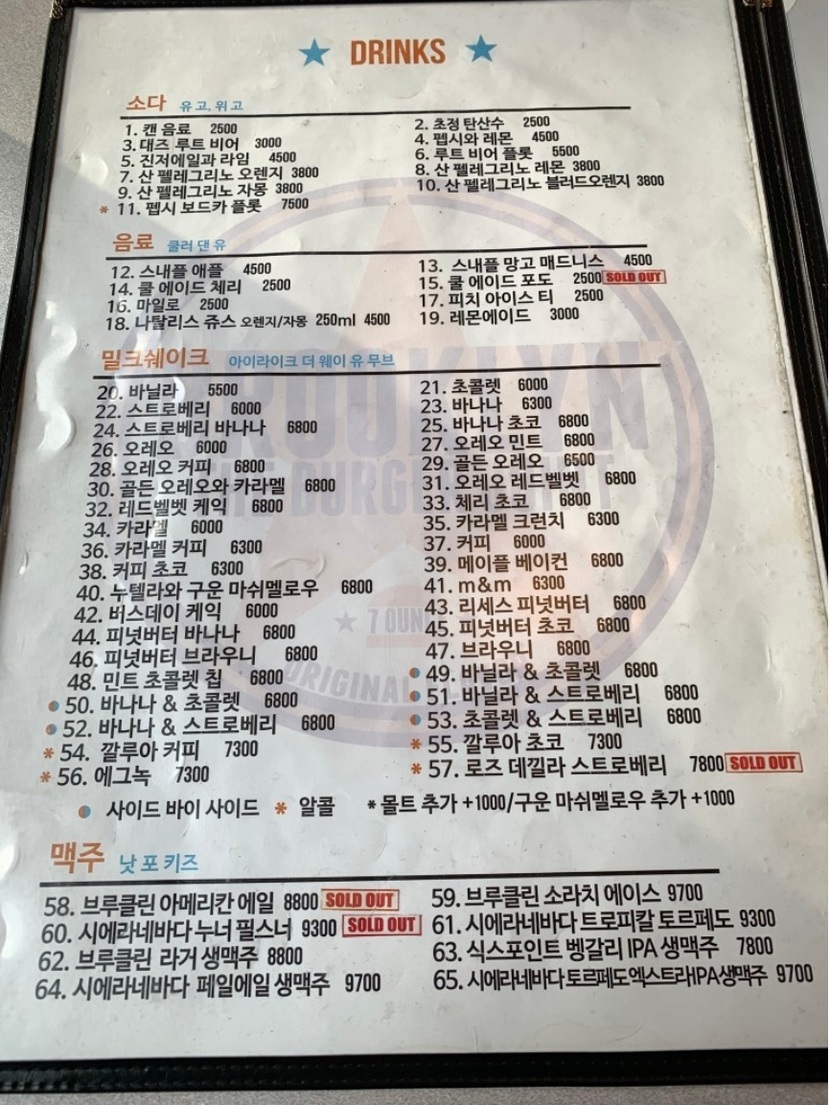 ★ DRINKS ★
소다 유 고, 위 고
1. 캔 음료 2500 2. 초정 탄산수 2500
3. 대즈 루트 비어 3000 4. 펩시와 레몬 4500
5. 진저에일과 라임 4500 6. 루트 비어 플롯 5500
7. 산 펠레그리노 오렌지 3800 8. 산 펠레그리노 레몬 3800
9. 산 펠레그리노 자몽 3800 10. 산 펠레그리노 블러드오렌지 3800
* 11. 펩시 보드카 플롯 7500
음료 쿨러 댄 유
12. 스내플 애플 4500 13. 스내플 망고 매드니스 4500
14. 쿨 에이드 체리 2500 15. 쿨 에이드 포도 2500 SOLD OUT
16. 마일로 2500 17. 피치 아이스 티 2500
18. 나탈리스 쥬스 오렌지/자몽 250ml 4500 19. 레몬에이드 3000
밀크쉐이크 아이라이크 더 웨이 유 무브
20. 바닐라 5500 21. 초콜렛 6000
22. 스트로베리 6000 23. 바나나 6300
24. 스트로베리 바나나 6800 25. 바나나 초코 6800
26. 오레오 6000 27. 오레오 민트 6800
28. 오레오 커피 6800 29. 골든 오레오 6500
30. 골든 오레오와 카라멜 6800 31. 오레오 레드벨벳 6800
32. 레드벨벳 케익 6800 33. 체리 초코 6800
34. 카라멜 6000 35. 카라멜 크런치 6300
36. 카라멜 커피 6300 37. 커피 6000
38. 커피 초코 6300 39. 메이플 베이컨 6800
40. 누텔라와 구운 마쉬멜로우 6800 41. m&m 6300
42. 버스데이 케익 6000 43. 리세스 피넛버터 6800
44. 피넛버터 바나나 6800 45. 피넛버터 초코 6800
46. 피넛버터 브라우니 6800 47. 브라우니 6800
48. 민트 초콜렛 칩 6800 49. 바닐라 & 초콜렛 6800
50. 바나나 & 초콜렛 6800 51. 바닐라 & 스트로베리 6800
52. 바나나 & 스트로베리 6800 53. 초콜렛 & 스트로베리 6800
* 54. 깔루아 커피 7300 * 55. 깔루아 초코 7300
* 56. 에그녹 7300 * 57. 로즈 데낄라 스트로베리 7800 SOLD OUT
사이드 바이 사이드 * 알콜 *몰트 추가 +1000/구운 마쉬멜로우 추가 +1000
맥주 낫 포 키즈
58. 브루클린 아메리칸 에일 8800 SOLD OUT 59. 브루클린 소라치 에이스 9700
60. 시에라네바다 누너 필스너 9300 SOLD OUT 61. 시에라네바다 트로피칼 토르페도 9300
62. 브루클린 라거 생맥주 8800 63. 식스포인트 벵갈리 IPA 생맥주 7800
64. 시에라네바다 페일에일 생맥주 9700 65. 시에라네바다 토르페도 엑스트라 IPA 생맥주 9700